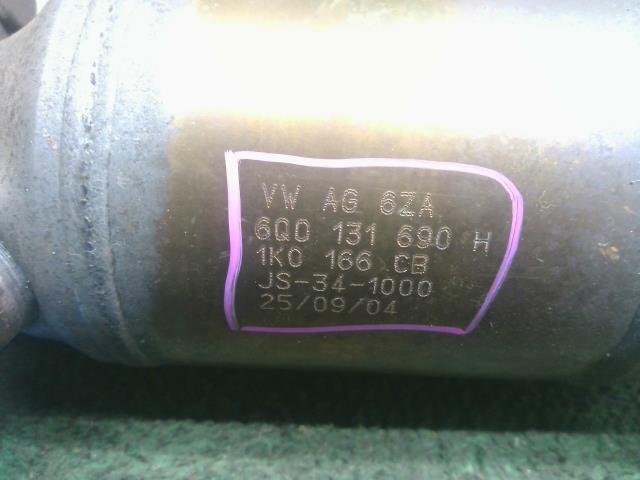 VW AG 6ZA
6Q0 131 690 H
1K0 166 CB
JS-34-1000
25/09/04